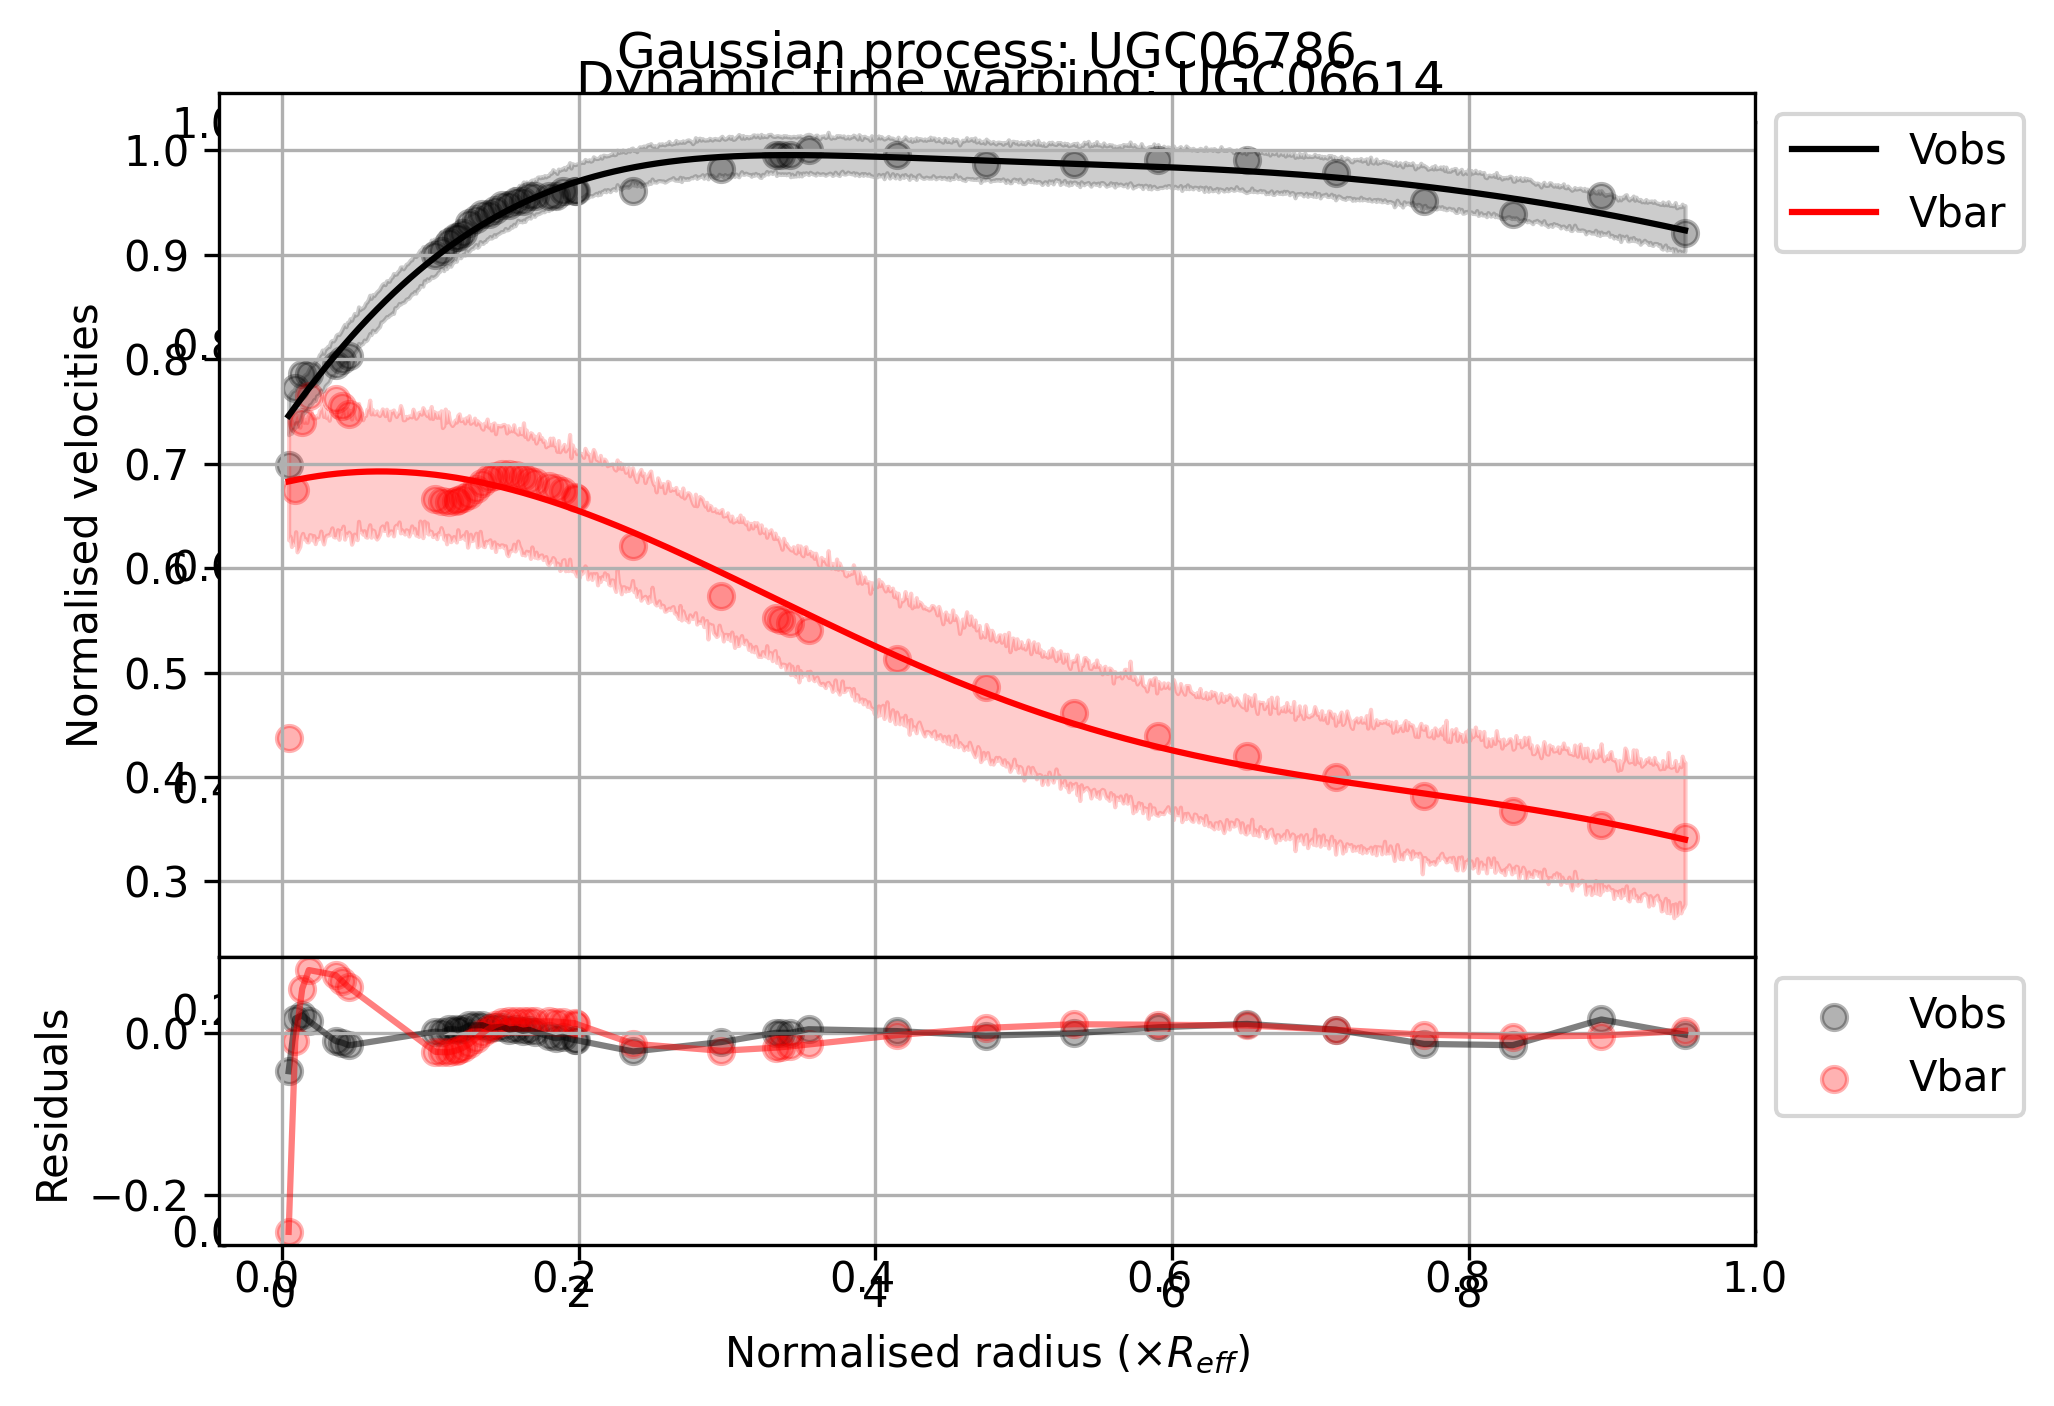 Gaussian process: UGC06786
Dynamic time warping: UGC06614
1.0
0.9
0.8
0.7
0.6
0.5
0.4
0.3
Normalised velocities
Vobs
Vbar
0.0
−0.2
Residuals
Vobs
Vbar
0.0 0.2 0.4 0.6 0.8 1.0
0 2 4 6 8
Normalised radius (×R_eff)